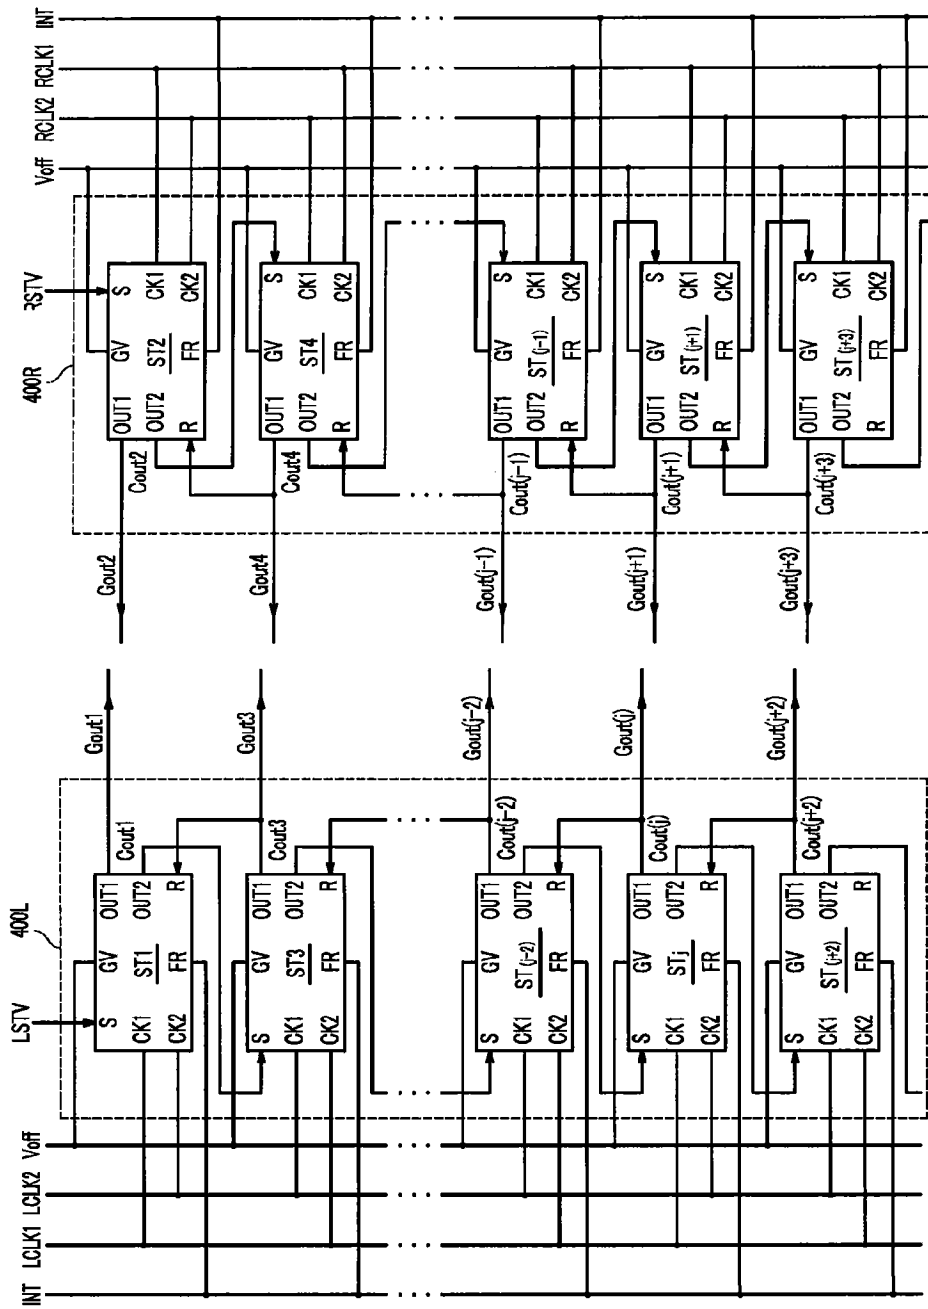 INT
LCLK1
LCLK2
Voff
LSTV
400L
400R
RSTV
Voff
RCLK2
RCLK1
INT
S
GV
OUT1
CK1
ST1
OUT2
CK2
FR
R
Cout1
Gout1
Gout2
Cout2
OUT1
GV
S
OUT2
ST2
CK1
R
FR
CK2
S
GV
OUT1
CK1
ST3
OUT2
CK2
FR
R
Cout3
Gout3
Gout4
Cout4
OUT1
GV
S
OUT2
ST4
CK1
R
FR
CK2
S
GV
OUT1
CK1
ST(j-2)
OUT2
CK2
FR
R
Cout(j-2)
Gout(j-2)
Gout(j-1)
Cout(j-1)
OUT1
GV
S
OUT2
ST(j-1)
CK1
R
FR
CK2
S
GV
OUT1
CK1
STj
OUT2
CK2
FR
R
Cout(j)
Gout(j)
Gout(j+1)
Cout(j+1)
OUT1
GV
S
OUT2
ST(j+1)
CK1
R
FR
CK2
S
GV
OUT1
CK1
ST(j+2)
OUT2
CK2
FR
R
Cout(j+2)
Gout(j+2)
Gout(j+3)
Cout(j+3)
OUT1
GV
S
OUT2
ST(j+3)
CK1
R
FR
CK2